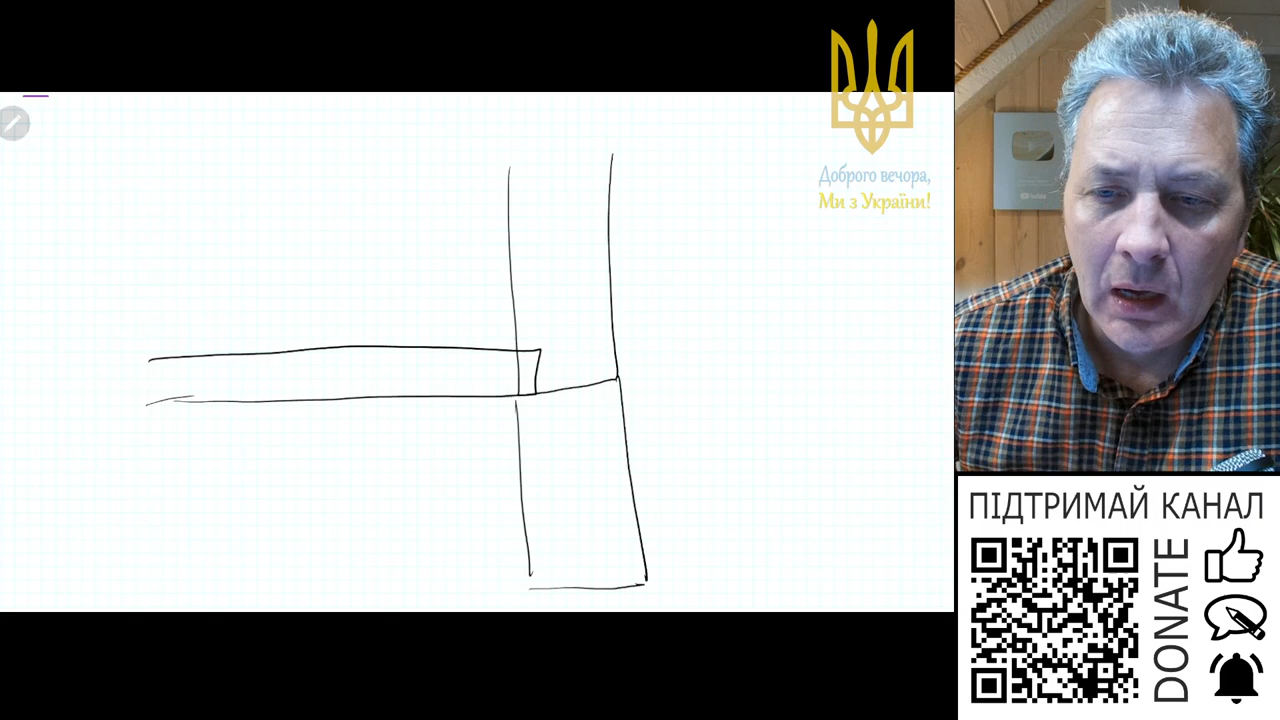 Доброго вечора,
Ми з України!
ПІДТРИМАЙ КАНАЛ
DONATE